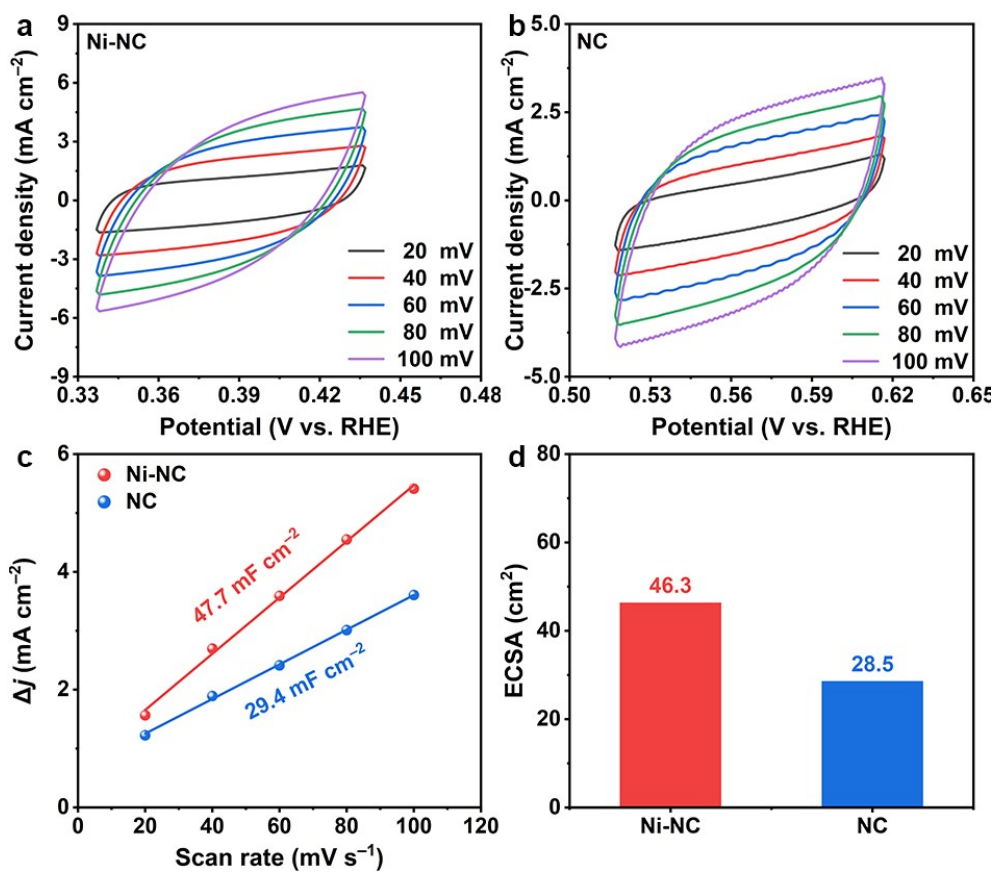 a
Ni-NC
9
6
3
0
-3
-6
-9
Current density (mA cm⁻²)
20 mV
40 mV
60 mV
80 mV
100 mV
0.33 0.36 0.39 0.42 0.45 0.48
Potential (V vs. RHE)
b
NC
5.0
2.5
0.0
-2.5
-5.0
Current density (mA cm⁻²)
20 mV
40 mV
60 mV
80 mV
100 mV
0.50 0.53 0.56 0.59 0.62 0.65
Potential (V vs. RHE)
c
Ni-NC
NC
6
4
2
0
Δj (mA cm⁻²)
47.7 mF cm⁻²
29.4 mF cm⁻²
0 20 40 60 80 100 120
Scan rate (mV s⁻¹)
d
80
60
40
20
0
ECSA (cm²)
46.3
28.5
Ni-NC NC